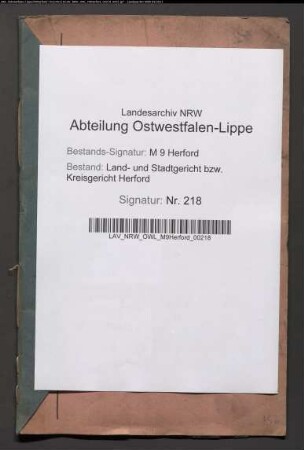 Landesarchiv NRW
Abteilung Ostwestfalen-Lippe
Bestands-Signatur: M 9 Herford
Bestand: Land- und Stadtgericht bzw.
Kreisgericht Herford
Signatur: Nr. 218
LAV_NRW_OWL_M9Herford_00218